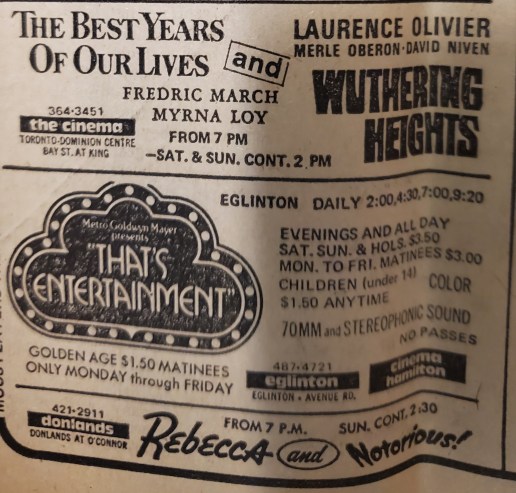 THE BEST YEARS
OF OUR LIVES
and
FREDRIC MARCH
MYRNA LOY
FROM 7 PM
—SAT. & SUN. CONT. 2 PM
364-3451
the cinema
TORONTO-DOMINION CENTRE
BAY ST. AT KING
LAURENCE OLIVIER
MERLE OBERON·DAVID NIVEN
WUTHERING
HEIGHTS
Metro Goldwyn Mayer
presents
"THAT'S
ENTERTAINMENT"
EGLINTON DAILY 2:00,4:30,7:00,9:20
EVENINGS AND ALL DAY
SAT. SUN. & HOLS. $3.50
MON. TO FRI. MATINEES $3.00
CHILDREN (under 14)
$1.50 ANYTIME
COLOR
70MM and STEREOPHONIC SOUND
NO PASSES
GOLDEN AGE $1.50 MATINEES
ONLY MONDAY through FRIDAY
487-4721
eglinton
EGLINTON - AVENUE RD.
cinema
hamilton
421-2911
donlands
DONLANDS AT O'CONNOR
REBECCA and Notorious!
FROM 7 P.M. SUN. CONT. 2:30